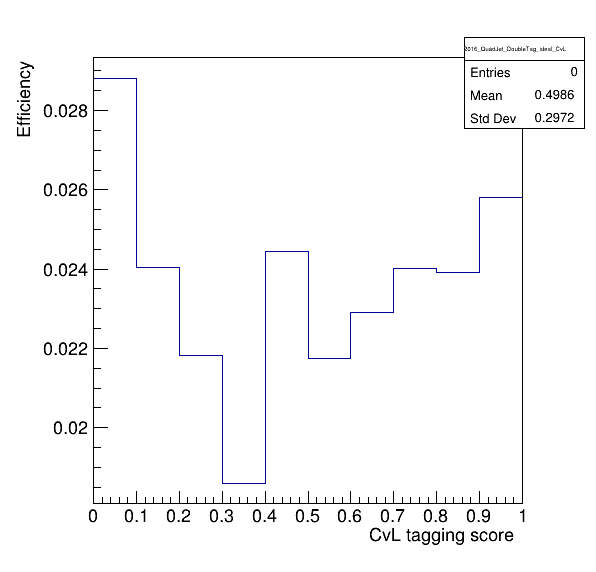 2016_QuadJet_DoubleTag_ideal_CvL
Entries 0
Mean 0.4986
Std Dev 0.2972
Efficiency
0.028
0.026
0.024
0.022
0.02
0 0.1 0.2 0.3 0.4 0.5 0.6 0.7 0.8 0.9 1
CvL tagging score